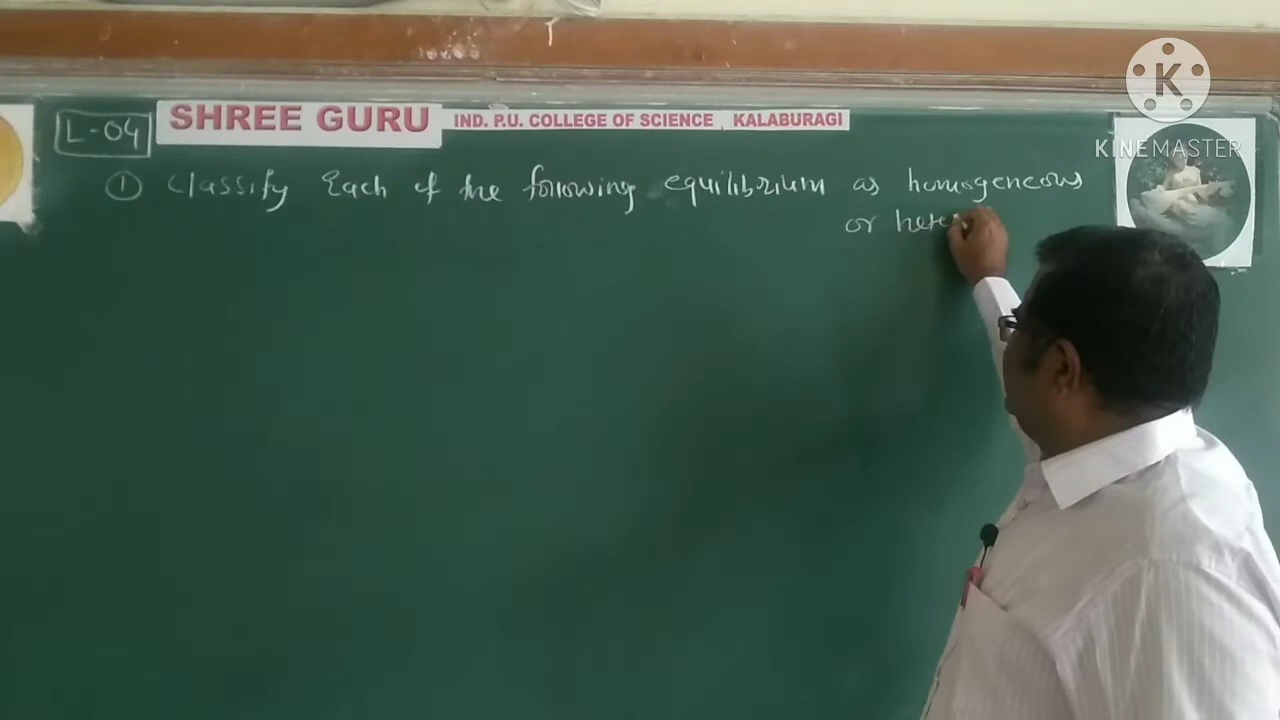 L-04
SHREE GURU IND. P.U. COLLEGE OF SCIENCE, KALABURAGI
① Classify Each of the following equilibrium as homogeneous
or hete
K
KINEMASTER